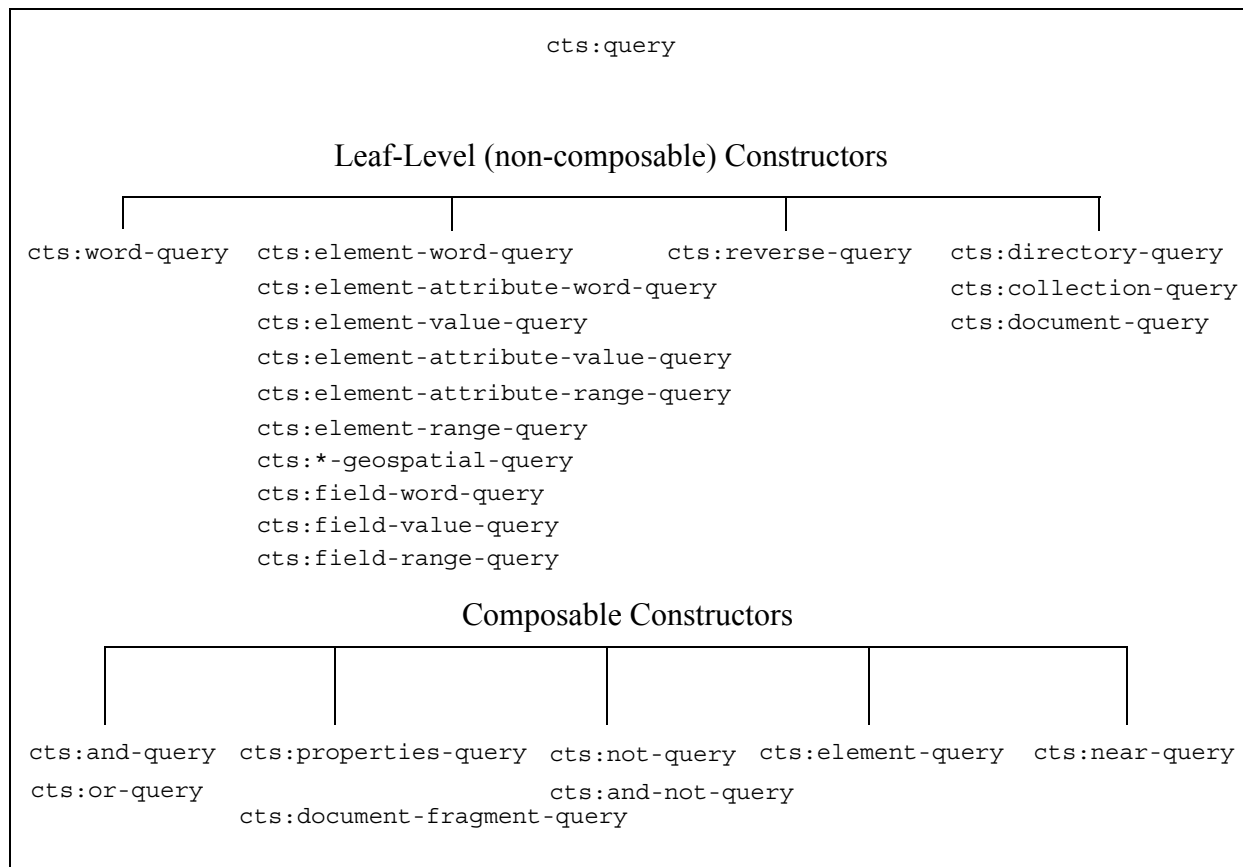 cts:query
Leaf-Level (non-composable) Constructors
cts:word-query
cts:element-word-query
cts:element-attribute-word-query
cts:element-value-query
cts:element-attribute-value-query
cts:element-attribute-range-query
cts:element-range-query
cts:*-geospatial-query
cts:field-word-query
cts:field-value-query
cts:field-range-query
cts:reverse-query
cts:directory-query
cts:collection-query
cts:document-query
Composable Constructors
cts:and-query
cts:or-query
cts:properties-query
cts:document-fragment-query
cts:not-query
cts:and-not-query
cts:element-query
cts:near-query